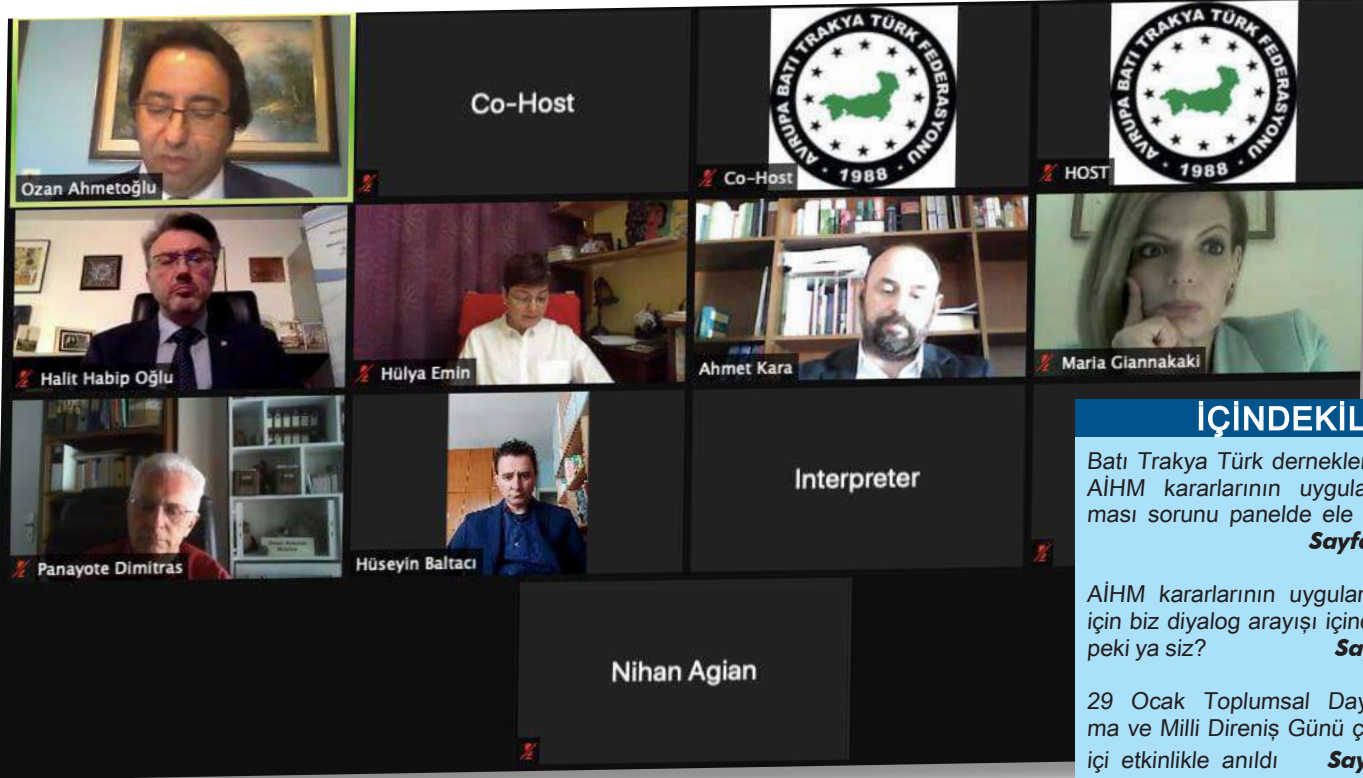 Ozan Ahmetoğlu
Co-Host
AVRUPA BATI TRAKYA TÜRK FEDERASYONU
1988
Co-Host
AVRUPA BATI TRAKYA TÜRK FEDERASYONU
1988
HOST
Halit Habip Oğlu
Hülya Emin
Ahmet Kara
Maria Giannakaki
Panayote Dimitras
Hüseyin Baltacı
Interpreter
Nihan Agian
İÇİNDEKİL
Batı Trakya Türk dernekler
AİHM kararlarının uygula
ması sorunu panelde ele
Sayfa
AİHM kararlarının uygular
için biz diyalog arayışı içind
peki ya siz? Sa
29 Ocak Toplumsal Day
ma ve Milli Direniş Günü ç
içi etkinlikle anıldı Say